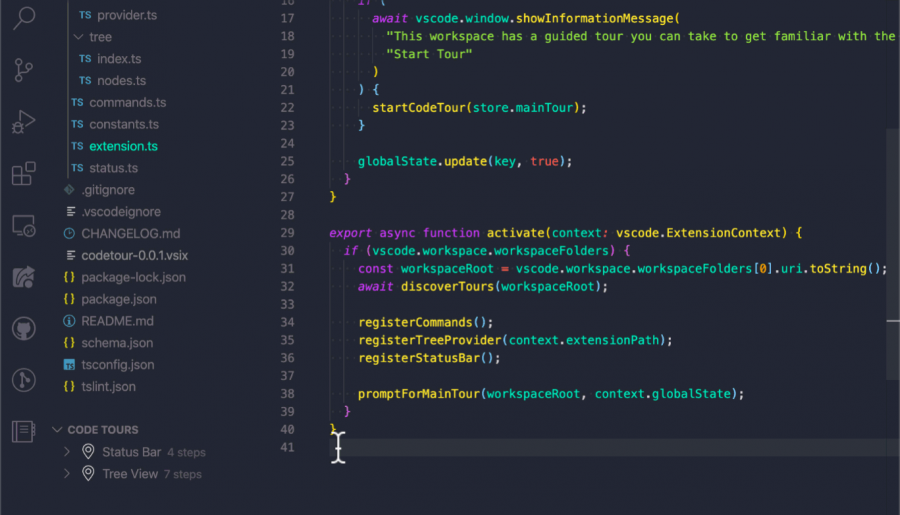 TS provider.ts
tree
TS index.ts
TS nodes.ts
TS commands.ts
TS constants.ts
TS extension.ts
TS status.ts
.gitignore
.vscodeignore
CHANGELOG.md
codetour-0.0.1.vsix
{} package-lock.json
{} package.json
README.md
{} schema.json
TS tsconfig.json
{} tslint.json
CODE TOURS
Status Bar 4 steps
Tree View 7 steps
17 await vscode.window.showInformationMessage(
18 "This workspace has a guided tour you can take to get familiar with the
19 "Start Tour"
20 )
21 ) {
22 startCodeTour(store.mainTour);
23 }
24
25 globalState.update(key, true);
26 }
27 }
28
29 export async function activate(context: vscode.ExtensionContext) {
30 if (vscode.workspace.workspaceFolders) {
31 const workspaceRoot = vscode.workspace.workspaceFolders[0].uri.toString();
32 await discoverTours(workspaceRoot);
33
34 registerCommands();
35 registerTreeProvider(context.extensionPath);
36 registerStatusBar();
37
38 promptForMainTour(workspaceRoot, context.globalState);
39 }
40 }
41